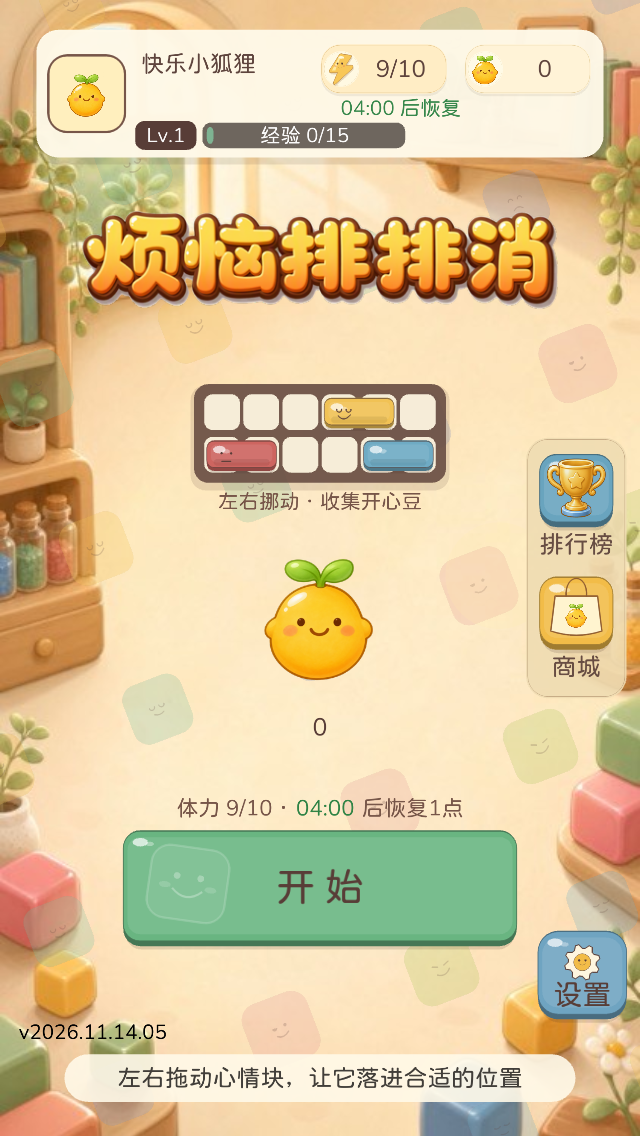 快乐小狐狸
9/10
0
04:00 后恢复
Lv.1
经验 0/15
烦恼排排消
左右挪动 · 收集开心豆
排行榜
商城
0
体力 9/10 · 04:00 后恢复1点
开始
设置
v2026.11.14.05
左右拖动心情块，让它落进合适的位置